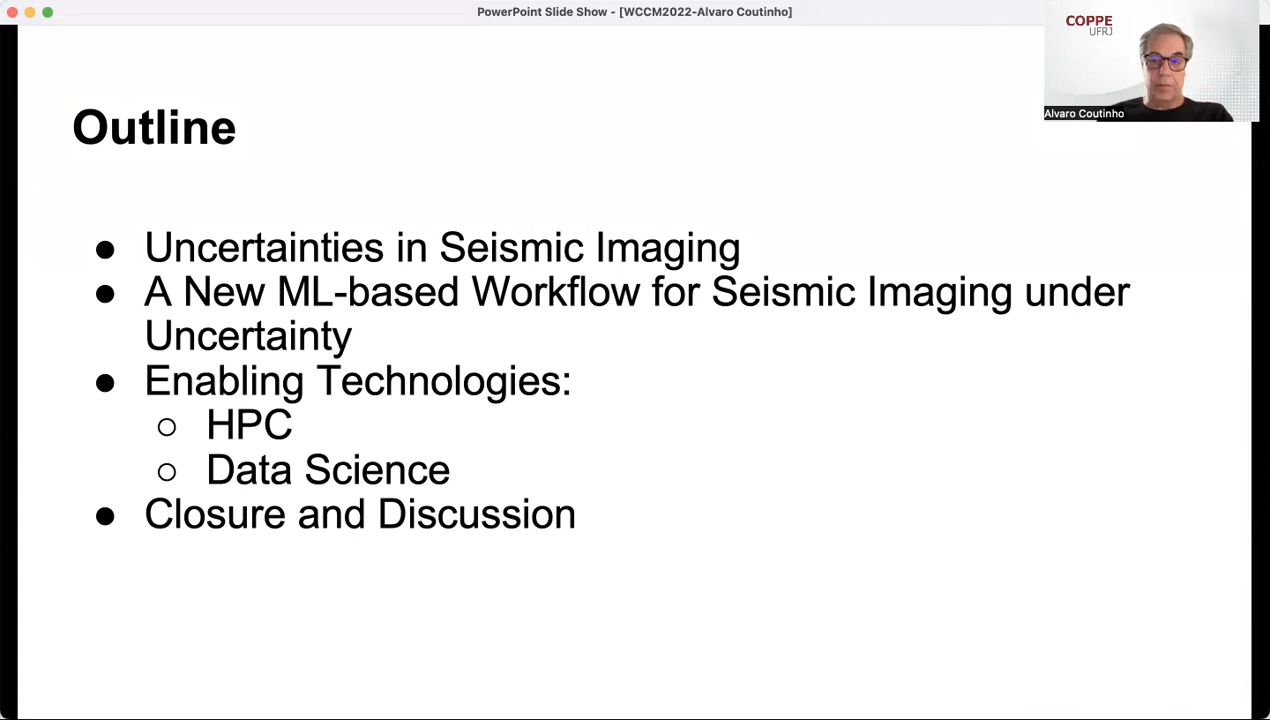 PowerPoint Slide Show - [WCCM2022-Alvaro Coutinho]
COPPE
UFRJ
Alvaro Coutinho
Outline
● Uncertainties in Seismic Imaging
● A New ML-based Workflow for Seismic Imaging under
Uncertainty
● Enabling Technologies:
○ HPC
○ Data Science
● Closure and Discussion